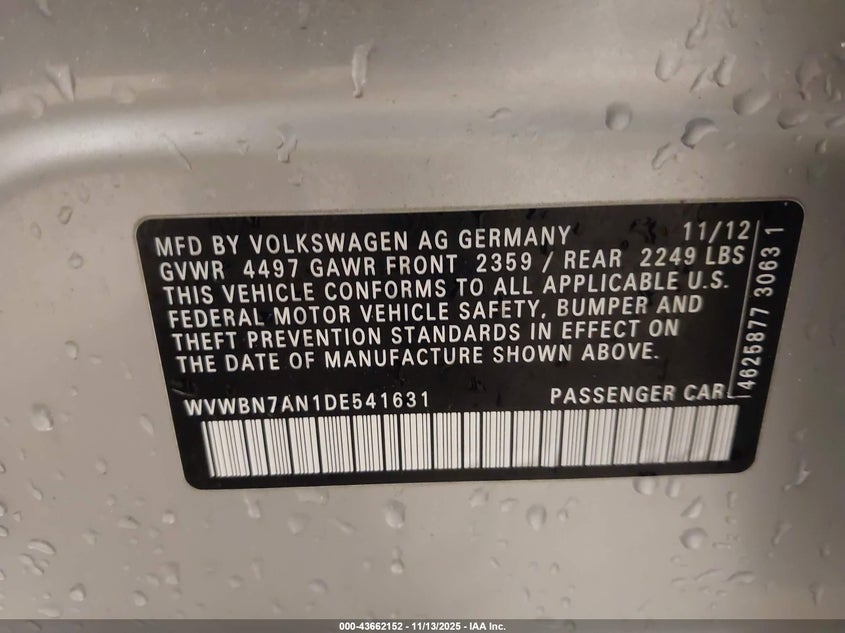 MFD BY VOLKSWAGEN AG GERMANY 11/12
GVWR 4497 GAWR FRONT 2359 / REAR 2249 LBS
THIS VEHICLE CONFORMS TO ALL APPLICABLE U.S.
FEDERAL MOTOR VEHICLE SAFETY, BUMPER AND
THEFT PREVENTION STANDARDS IN EFFECT ON
THE DATE OF MANUFACTURE SHOWN ABOVE.
WVWBN7AN1DE541631 PASSENGER CAR
4625877 3063 1
000-43662152 - 11/13/2025 - IAA Inc.